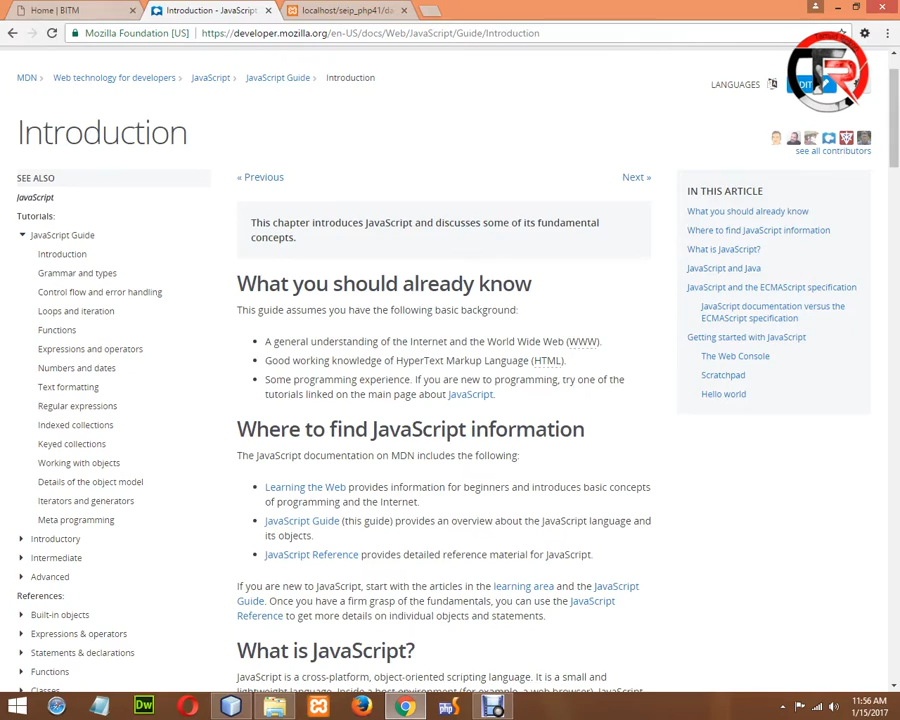 Home | BITM
Introduction - JavaScript
localhost/seip_php41/da
Mozilla Foundation [US]
https://developer.mozilla.org/en-US/docs/Web/JavaScript/Guide/Introduction
MDN
Web technology for developers
JavaScript
JavaScript Guide
Introduction
LANGUAGES
Introduction
see all contributors
SEE ALSO
JavaScript
Tutorials:
JavaScript Guide
Introduction
Grammar and types
Control flow and error handling
Loops and iteration
Functions
Expressions and operators
Numbers and dates
Text formatting
Regular expressions
Indexed collections
Keyed collections
Working with objects
Details of the object model
Iterators and generators
Meta programming
Introductory
Intermediate
Advanced
References:
Built-in objects
Expressions & operators
Statements & declarations
Functions
Classes
« Previous
Next »
This chapter introduces JavaScript and discusses some of its fundamental
concepts.
What you should already know
This guide assumes you have the following basic background:
A general understanding of the Internet and the World Wide Web (WWW).
Good working knowledge of HyperText Markup Language (HTML).
Some programming experience. If you are new to programming, try one of the
tutorials linked on the main page about JavaScript.
Where to find JavaScript information
The JavaScript documentation on MDN includes the following:
Learning the Web provides information for beginners and introduces basic concepts
of programming and the Internet.
JavaScript Guide (this guide) provides an overview about the JavaScript language and
its objects.
JavaScript Reference provides detailed reference material for JavaScript.
If you are new to JavaScript, start with the articles in the learning area and the JavaScript
Guide. Once you have a firm grasp of the fundamentals, you can use the JavaScript
Reference to get more details on individual objects and statements.
What is JavaScript?
JavaScript is a cross-platform, object-oriented scripting language. It is a small and
lightweight language. Inside a host environment (for example, a web browser), JavaScript
IN THIS ARTICLE
What you should already know
Where to find JavaScript information
What is JavaScript?
JavaScript and Java
JavaScript and the ECMAScript specification
JavaScript documentation versus the
ECMAScript specification
Getting started with JavaScript
The Web Console
Scratchpad
Hello world
Dw
php
11:56 AM
1/15/2017